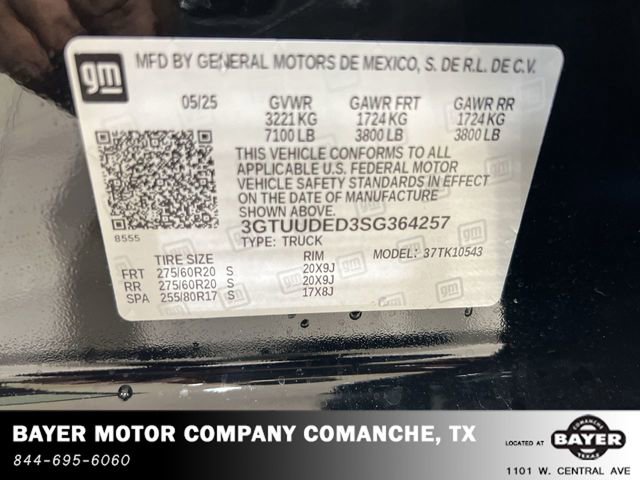 gm
MFD BY GENERAL MOTORS DE MEXICO, S. DE R.L. DE C.V.
05/25 GVWR GAWR FRT GAWR RR
3221 KG 1724 KG 1724 KG
7100 LB 3800 LB 3800 LB
THIS VEHICLE CONFORMS TO ALL
APPLICABLE U.S. FEDERAL MOTOR
VEHICLE SAFETY STANDARDS IN EFFECT
ON THE DATE OF MANUFACTURE
SHOWN ABOVE.
8555
3GTUUDED3SG364257
TYPE: TRUCK MODEL: 37TK10543
TIRE SIZE RIM
FRT 275/60R20 S 20X9J
RR 275/60R20 S 20X9J
SPA 255/80R17 S 17X8J
BAYER MOTOR COMPANY COMANCHE, TX
844-695-6060
LOCATED AT
COMANCHE
BAYER
TEXAS
1101 W. CENTRAL AVE